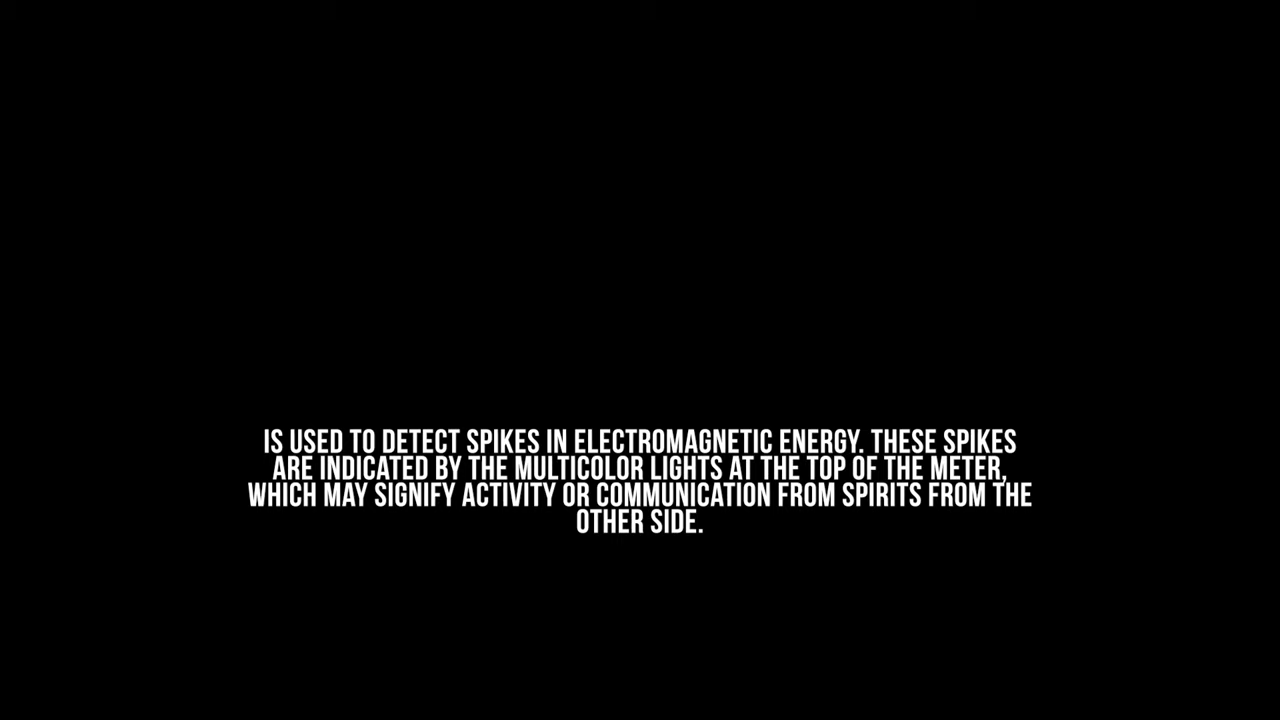 IS USED TO DETECT SPIKES IN ELECTROMAGNETIC ENERGY. THESE SPIKES
ARE INDICATED BY THE MULTICOLOR LIGHTS AT THE TOP OF THE METER,
WHICH MAY SIGNIFY ACTIVITY OR COMMUNICATION FROM SPIRITS FROM THE
OTHER SIDE.